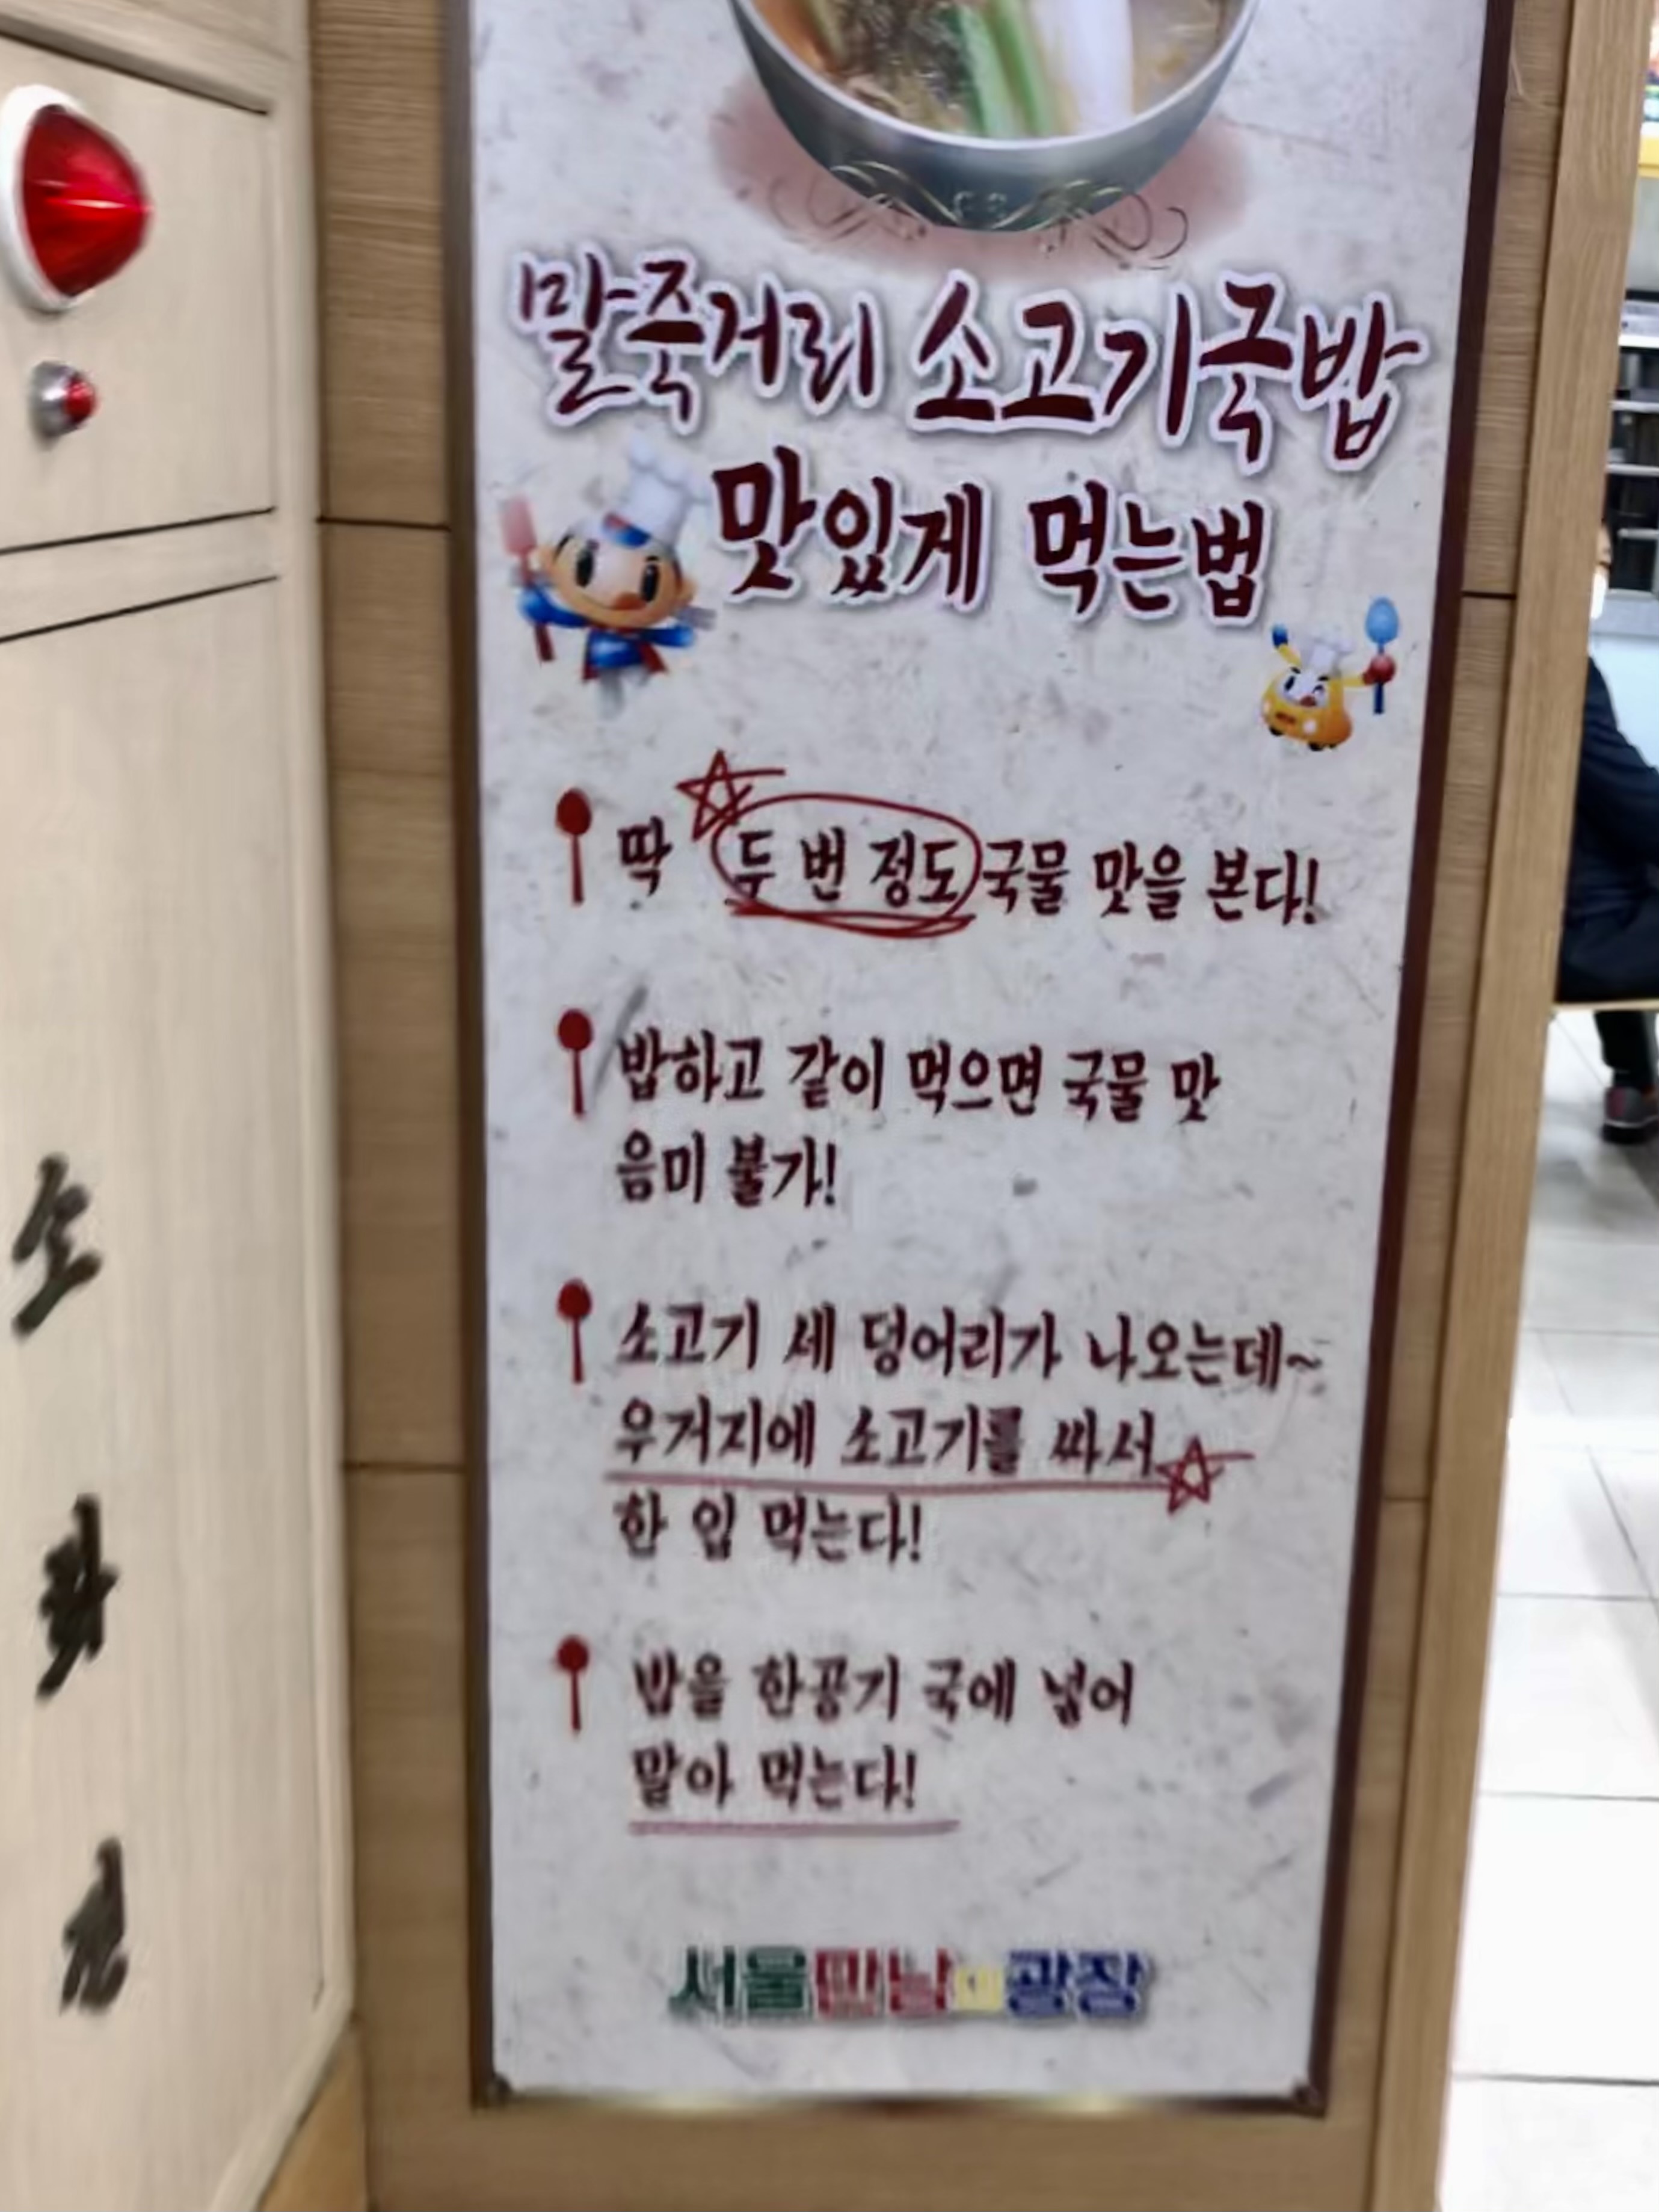 말죽거리 소고기국밥
맛있게 먹는법
딱 두 번 정도 국물 맛을 본다!
밥하고 같이 먹으면 국물 맛
음미 불가!
소고기 세 덩어리가 나오는데~
우거지에 소고기를 싸서
한 입 먹는다!
밥을 한공기 국에 넣어
말아 먹는다!
서울만남의광장
소
화
전